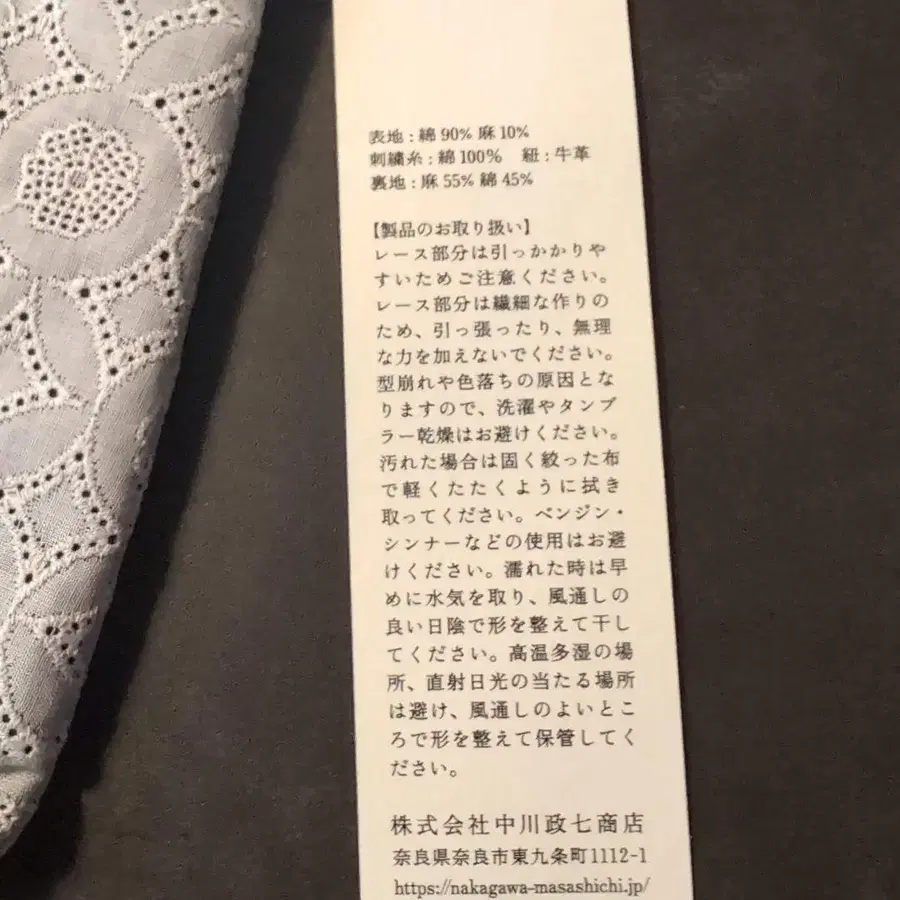 表地：綿 90% 麻 10%
刺繍糸：綿 100%　紐：牛革
裏地：麻 55% 綿 45%
【製品のお取り扱い】
レース部分は引っかかりや
すいためご注意ください。
レース部分は繊細な作りの
ため、引っ張ったり、無理
な力を加えないでください。
型崩れや色落ちの原因とな
りますので、洗濯やタンブ
ラー乾燥はお避けください。
汚れた場合は固く絞った布
で軽くたたくように拭き
取ってください。ベンジン・
シンナーなどの使用はお避
けください。濡れた時は早
めに水気を取り、風通しの
良い日陰で形を整えて干し
てください。高温多湿の場
所、直射日光の当たる場所
は避け、風通しのよいとこ
ろで形を整えて保管してく
ださい。
株式会社中川政七商店
奈良県奈良市東九条町1112-1
https://nakagawa-masashichi.jp/